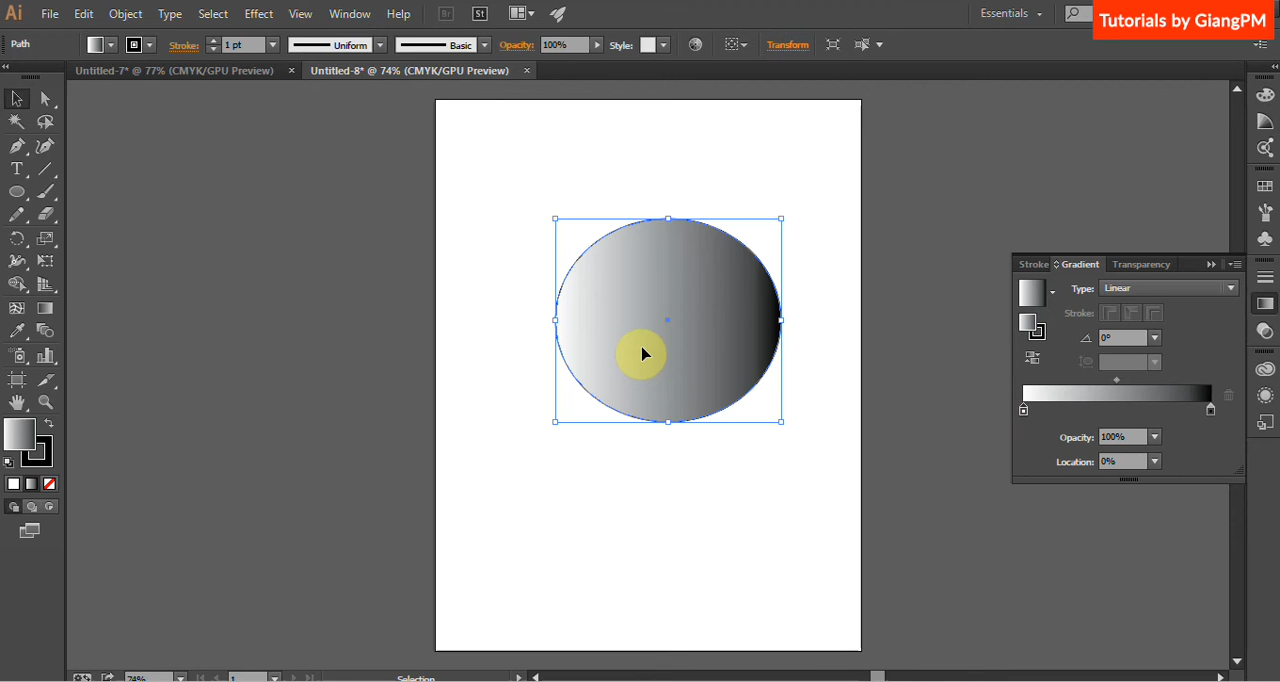 Ai File Edit Object Type Select Effect View Window Help Br St Essentials
Tutorials by GiangPM
Path Stroke: 1 pt Uniform Basic Opacity: 100% Style: Transform
Untitled-7* @ 77% (CMYK/GPU Preview) × Untitled-8* @ 74% (CMYK/GPU Preview) ×
Stroke Gradient Transparency
Type: Linear
Stroke:
0°
Opacity: 100%
Location: 0%
74% 1 Selection